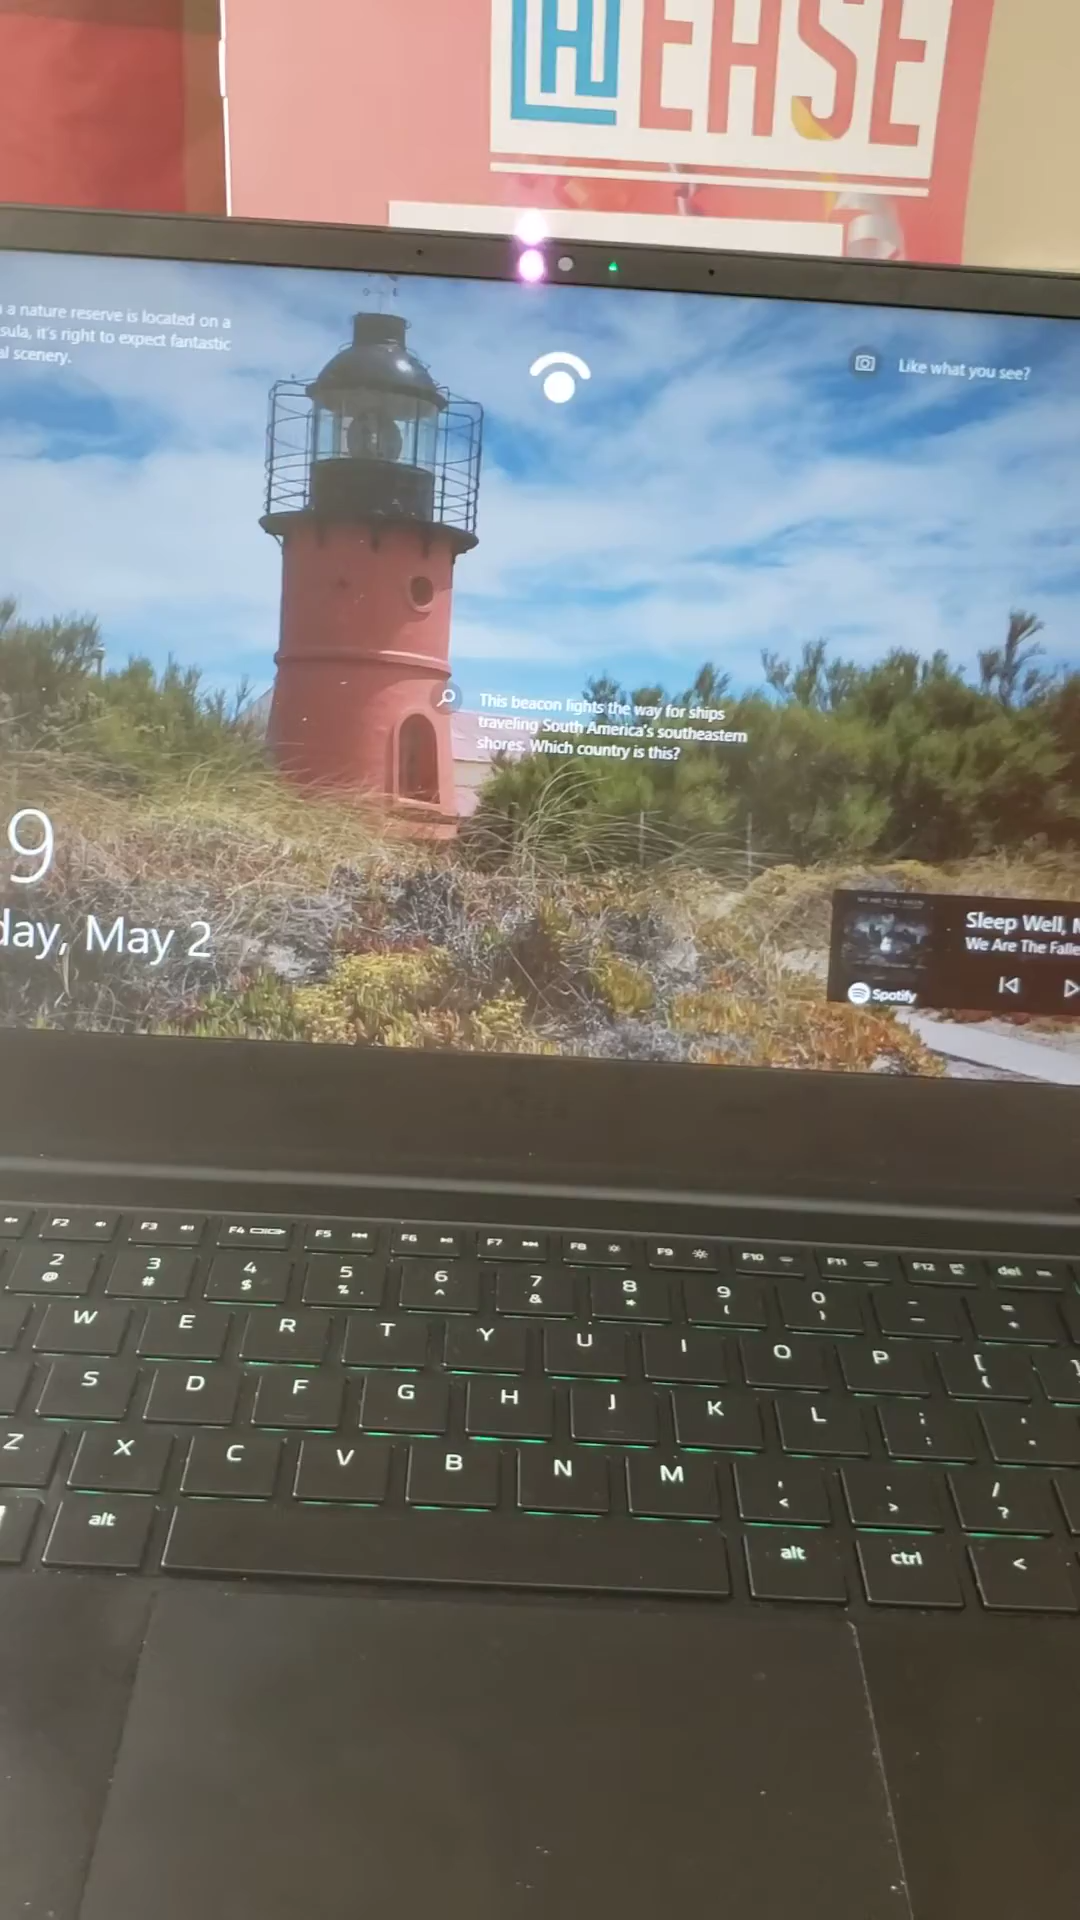 EASE
a nature reserve is located on a
sula, it's right to expect fantastic
al scenery.
Like what you see?
This beacon lights the way for ships
traveling South America's southeastern
shores. Which country is this?
9
day, May 2
Sleep Well, M
We Are The Falle
Spotify
F2 F3 F4 F5 F6 F7 F8 F9 F10 F11 F12 del
2 3 4 5 6 7 8 9 0 - =
@ # $ % ^ & * ( ) _ +
W E R T Y U I O P [ ]
{
S D F G H J K L ; '
:
Z X C V B N M , . /
< > ?
alt alt ctrl <